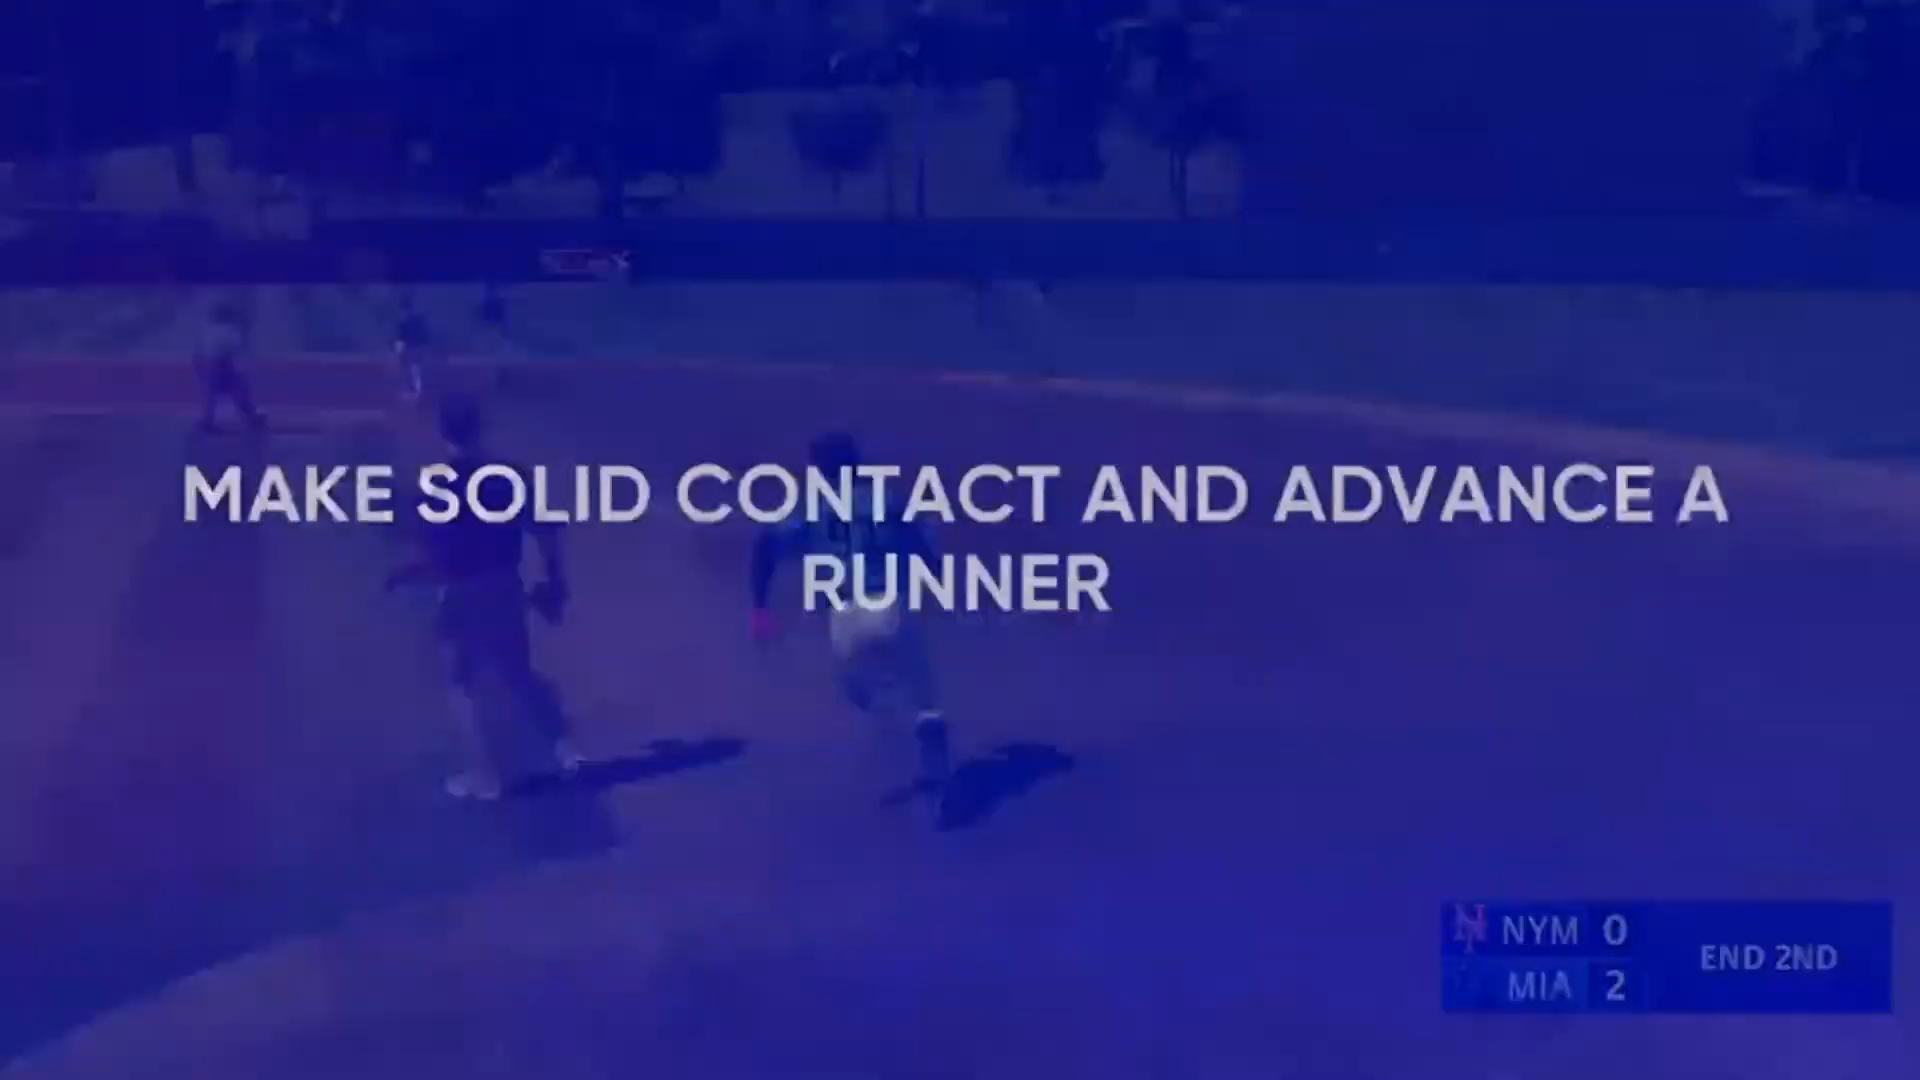 MAKE SOLID CONTACT AND ADVANCE A
RUNNER
NYM 0
MIA 2
END 2ND